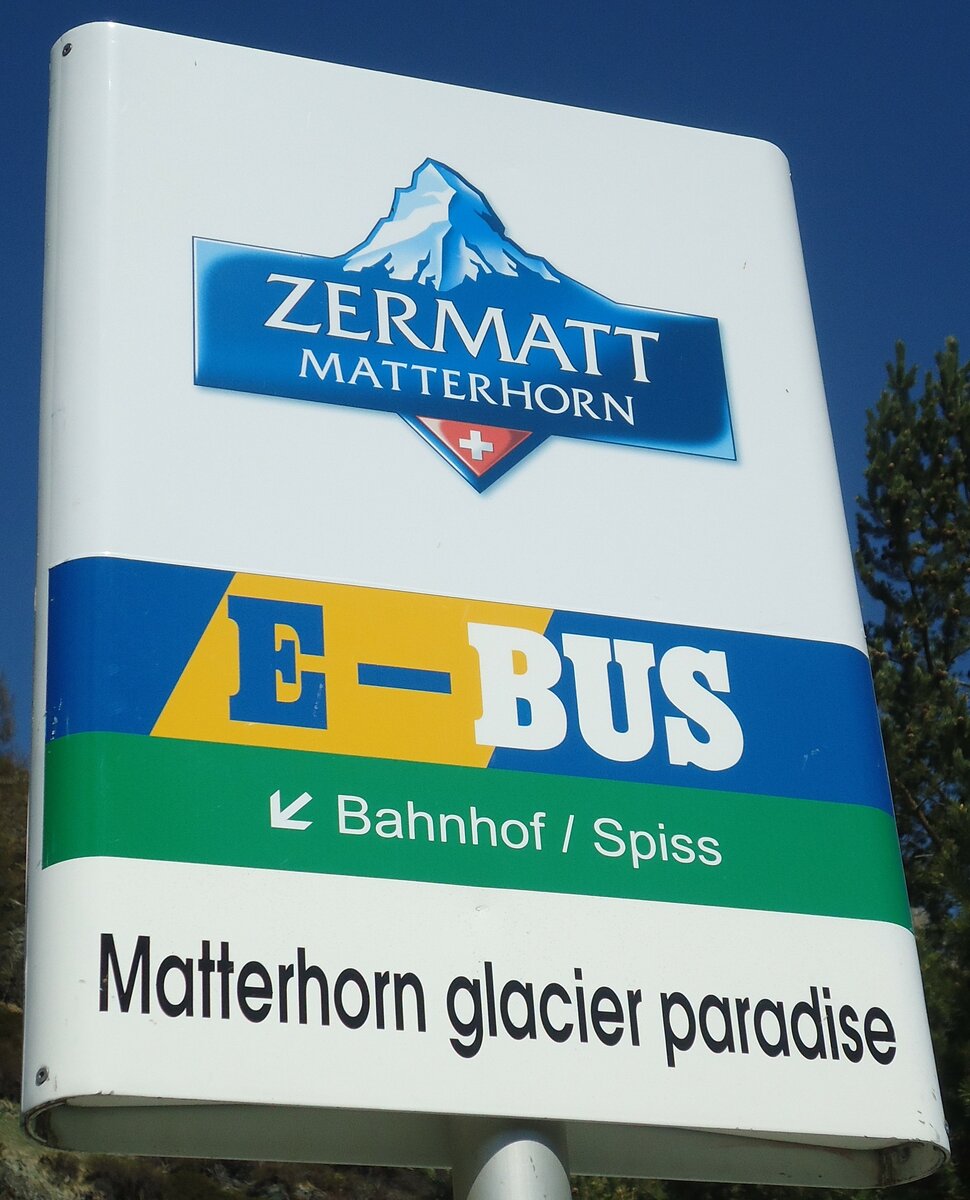 ZERMATT
MATTERHORN
E-BUS
↙ Bahnhof / Spiss
Matterhorn glacier paradise